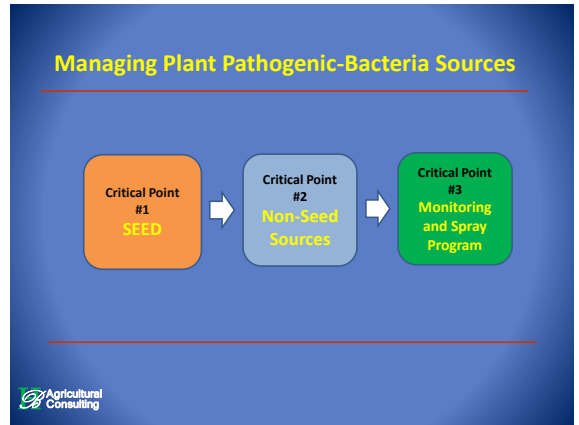 Managing Plant Pathogenic-Bacteria Sources
Critical Point
#1
SEED
Critical Point
#2
Non-Seed
Sources
Critical Point
#3
Monitoring
and Spray
Program
Agricultural
Consulting